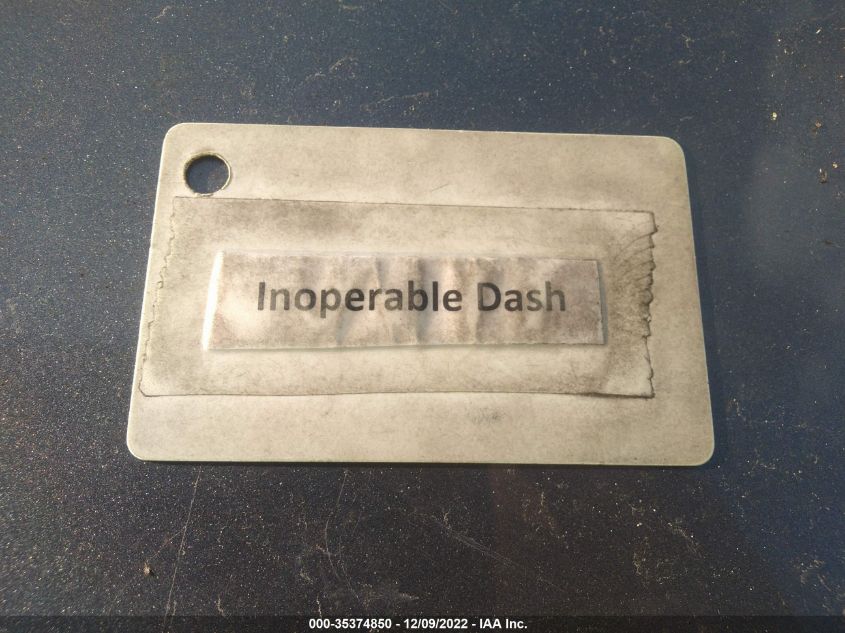 Inoperable Dash
000-35374850 - 12/09/2022 - IAA Inc.